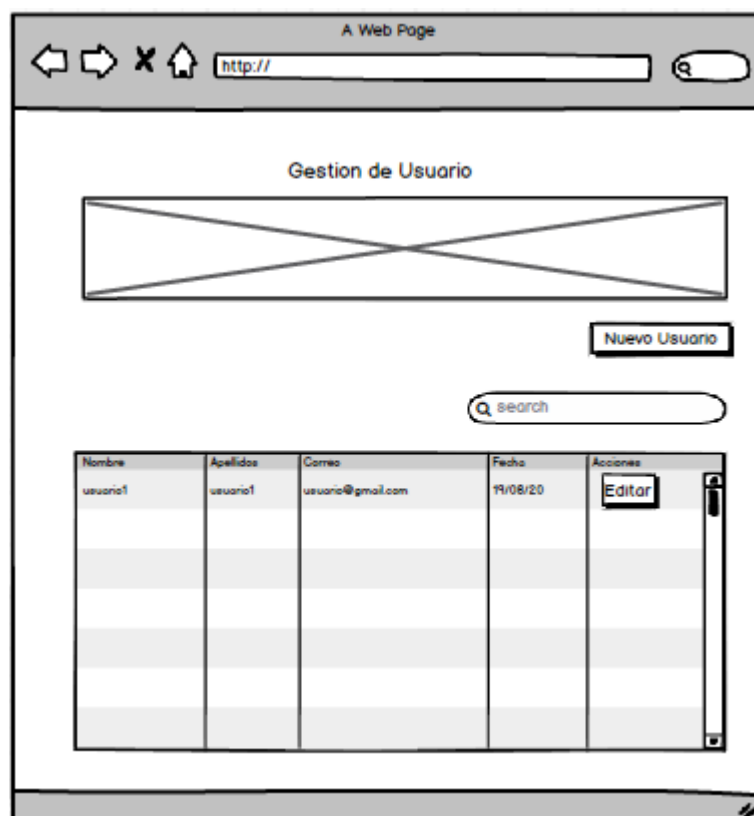 A Web Page
http://
Gestion de Usuario
Nuevo Usuario
search
Nombre Apellidos Correo Fecha Acciones
usuario1 usuario1 usuario@gmail.com 19/08/20 Editar